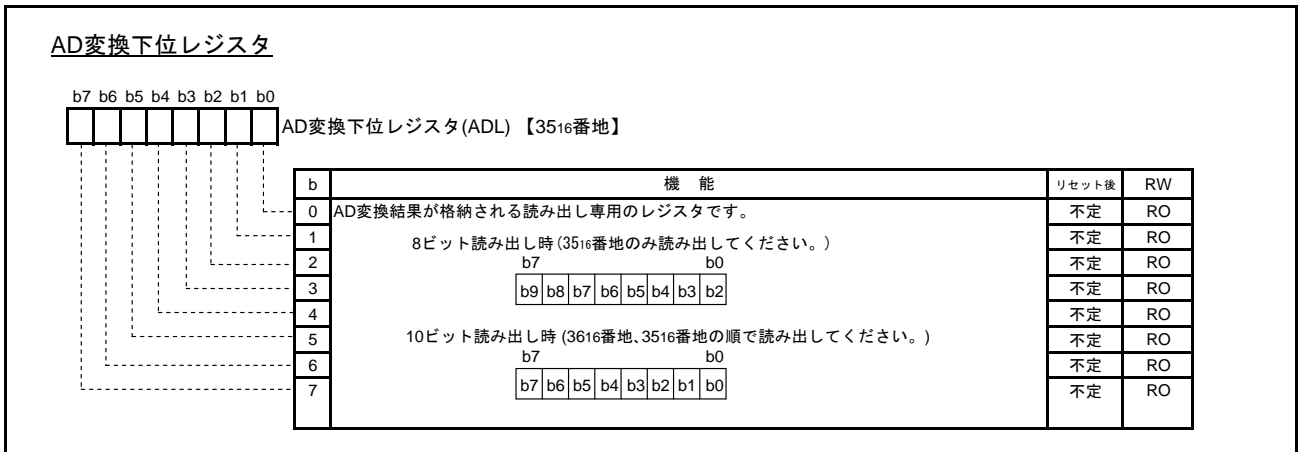 AD変換下位レジスタ
b7 b6 b5 b4 b3 b2 b1 b0
AD変換下位レジスタ(ADL) 【3516番地】
b 機 能 リセット後 RW
0 AD変換結果が格納される読み出し専用のレジスタです。 不定 RO
1 8ビット読み出し時(3516番地のみ読み出してください。) 不定 RO
2 b7 b0 不定 RO
3 b9 b8 b7 b6 b5 b4 b3 b2 不定 RO
4 不定 RO
5 10ビット読み出し時 (3616番地、3516番地の順で読み出してください。) 不定 RO
6 b7 b0 不定 RO
7 b7 b6 b5 b4 b3 b2 b1 b0 不定 RO